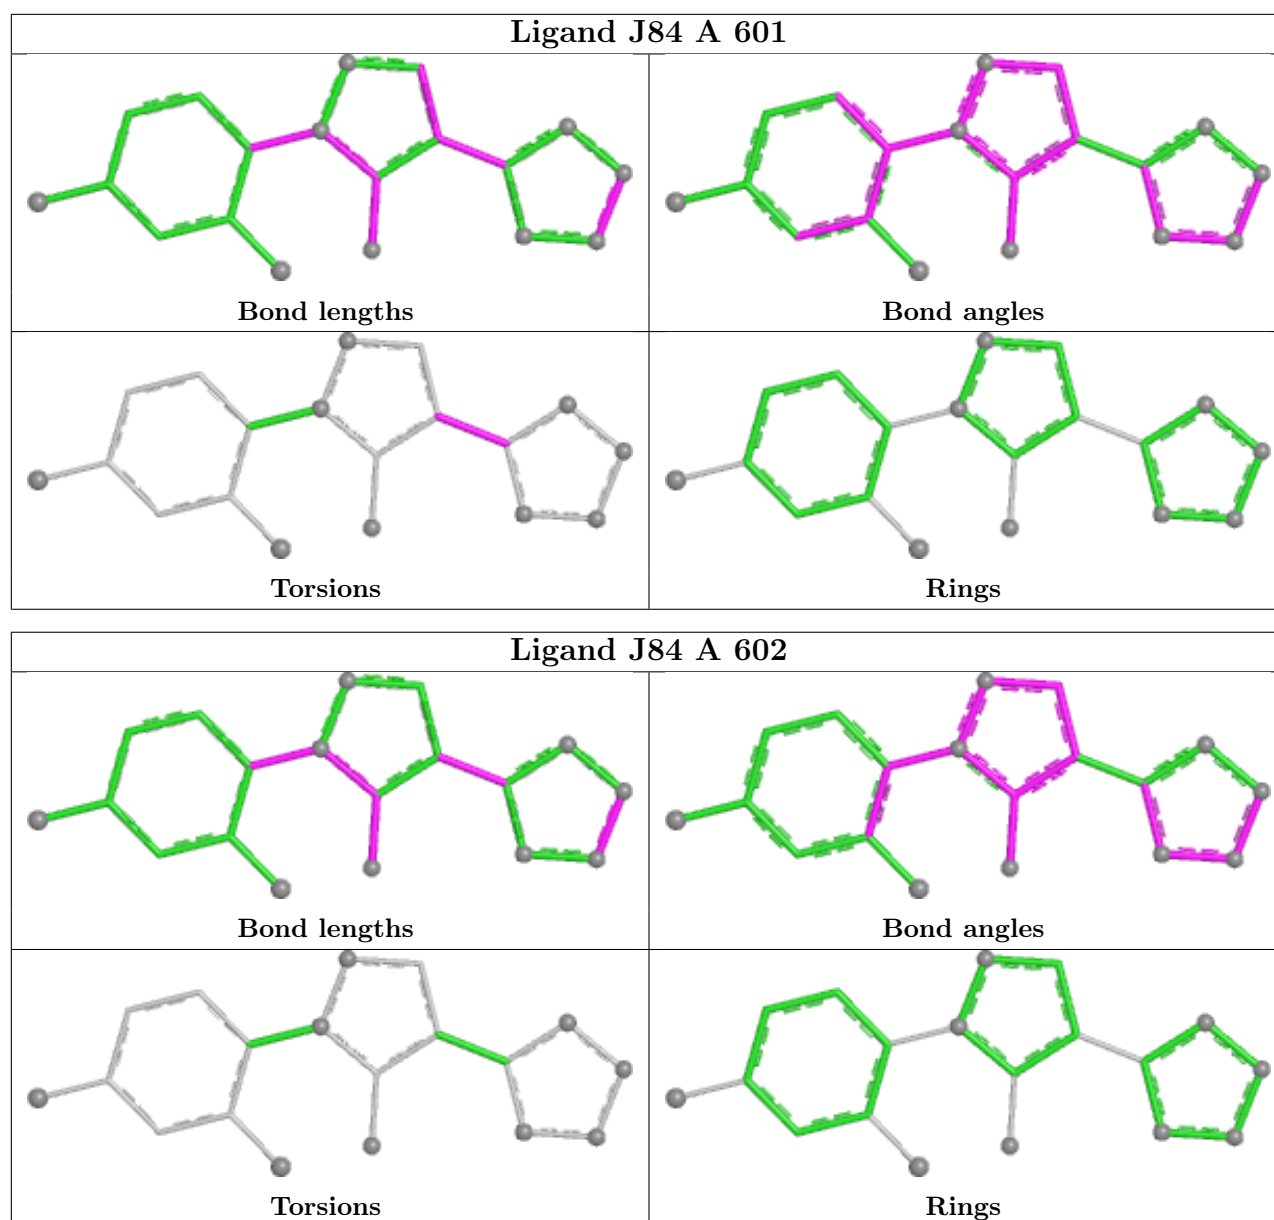 Ligand J84 A 601
Bond lengths
Bond angles
Torsions
Rings
Ligand J84 A 602
Bond lengths
Bond angles
Torsions
Rings